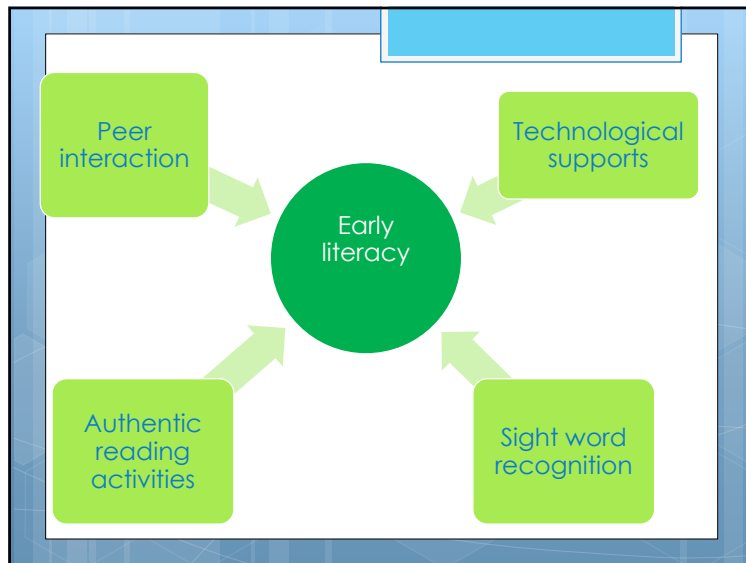 Peer
interaction
Technological
supports
Early
literacy
Authentic
reading
activities
Sight word
recognition